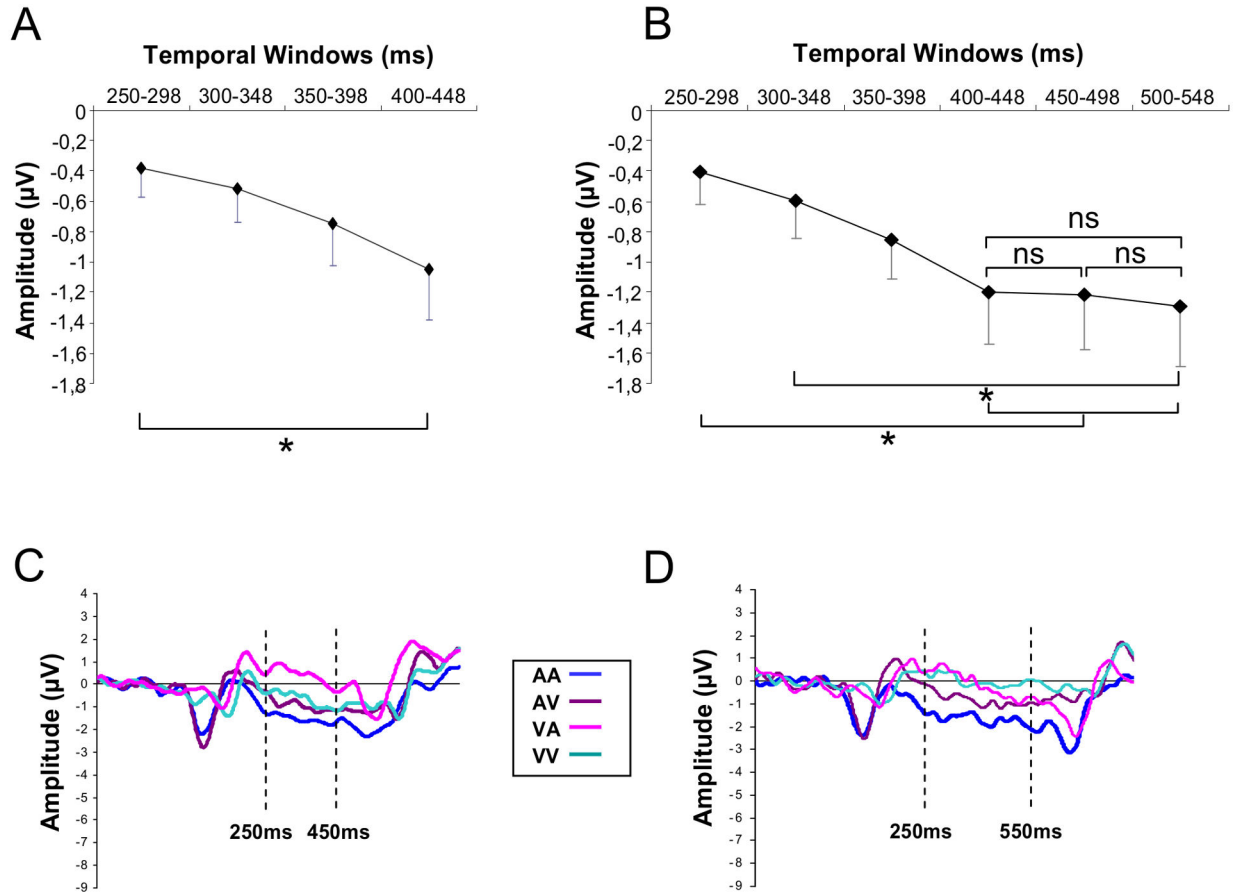 A
Temporal Windows (ms)
250-298 300-348 350-398 400-448
Amplitude (µV)
0
-0,2
-0,4
-0,6
-0,8
-1
-1,2
-1,4
-1,6
-1,8
*
B
Temporal Windows (ms)
250-298 300-348 350-398 400-448 450-498 500-548
Amplitude (µV)
0
-0,2
-0,4
-0,6
-0,8
-1
-1,2
-1,4
-1,6
-1,8
ns
ns ns
*
*
C
Amplitude (µV)
4
3
2
1
0
-1
-2
-3
-4
-5
-6
-7
-8
-9
250ms 450ms
AA
AV
VA
VV
D
Amplitude (µV)
4
3
2
1
0
-1
-2
-3
-4
-5
-6
-7
-8
-9
250ms 550ms